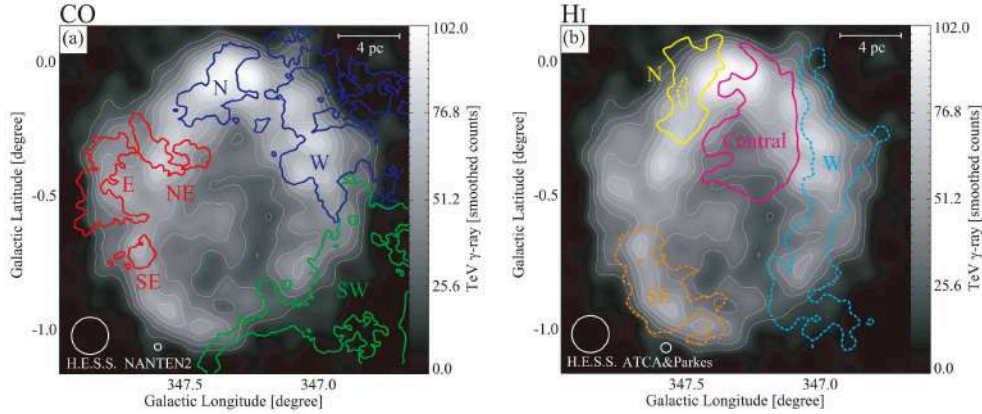 CO
(a)
4 pc
N
W
E
NE
SE
SW
H.E.S.S. NANTEN2
0.0
-0.5
-1.0
347.5 347.0
Galactic Latitude [degree]
Galactic Longitude [degree]
102.0
76.8
51.2
25.6
0.0
TeV γ-ray [smoothed counts]
HI
(b)
4 pc
N
Central
W
SE
H.E.S.S. ATCA&Parkes
0.0
-0.5
-1.0
347.5 347.0
Galactic Latitude [degree]
Galactic Longitude [degree]
102.0
76.8
51.2
25.6
0.0
TeV γ-ray [smoothed counts]